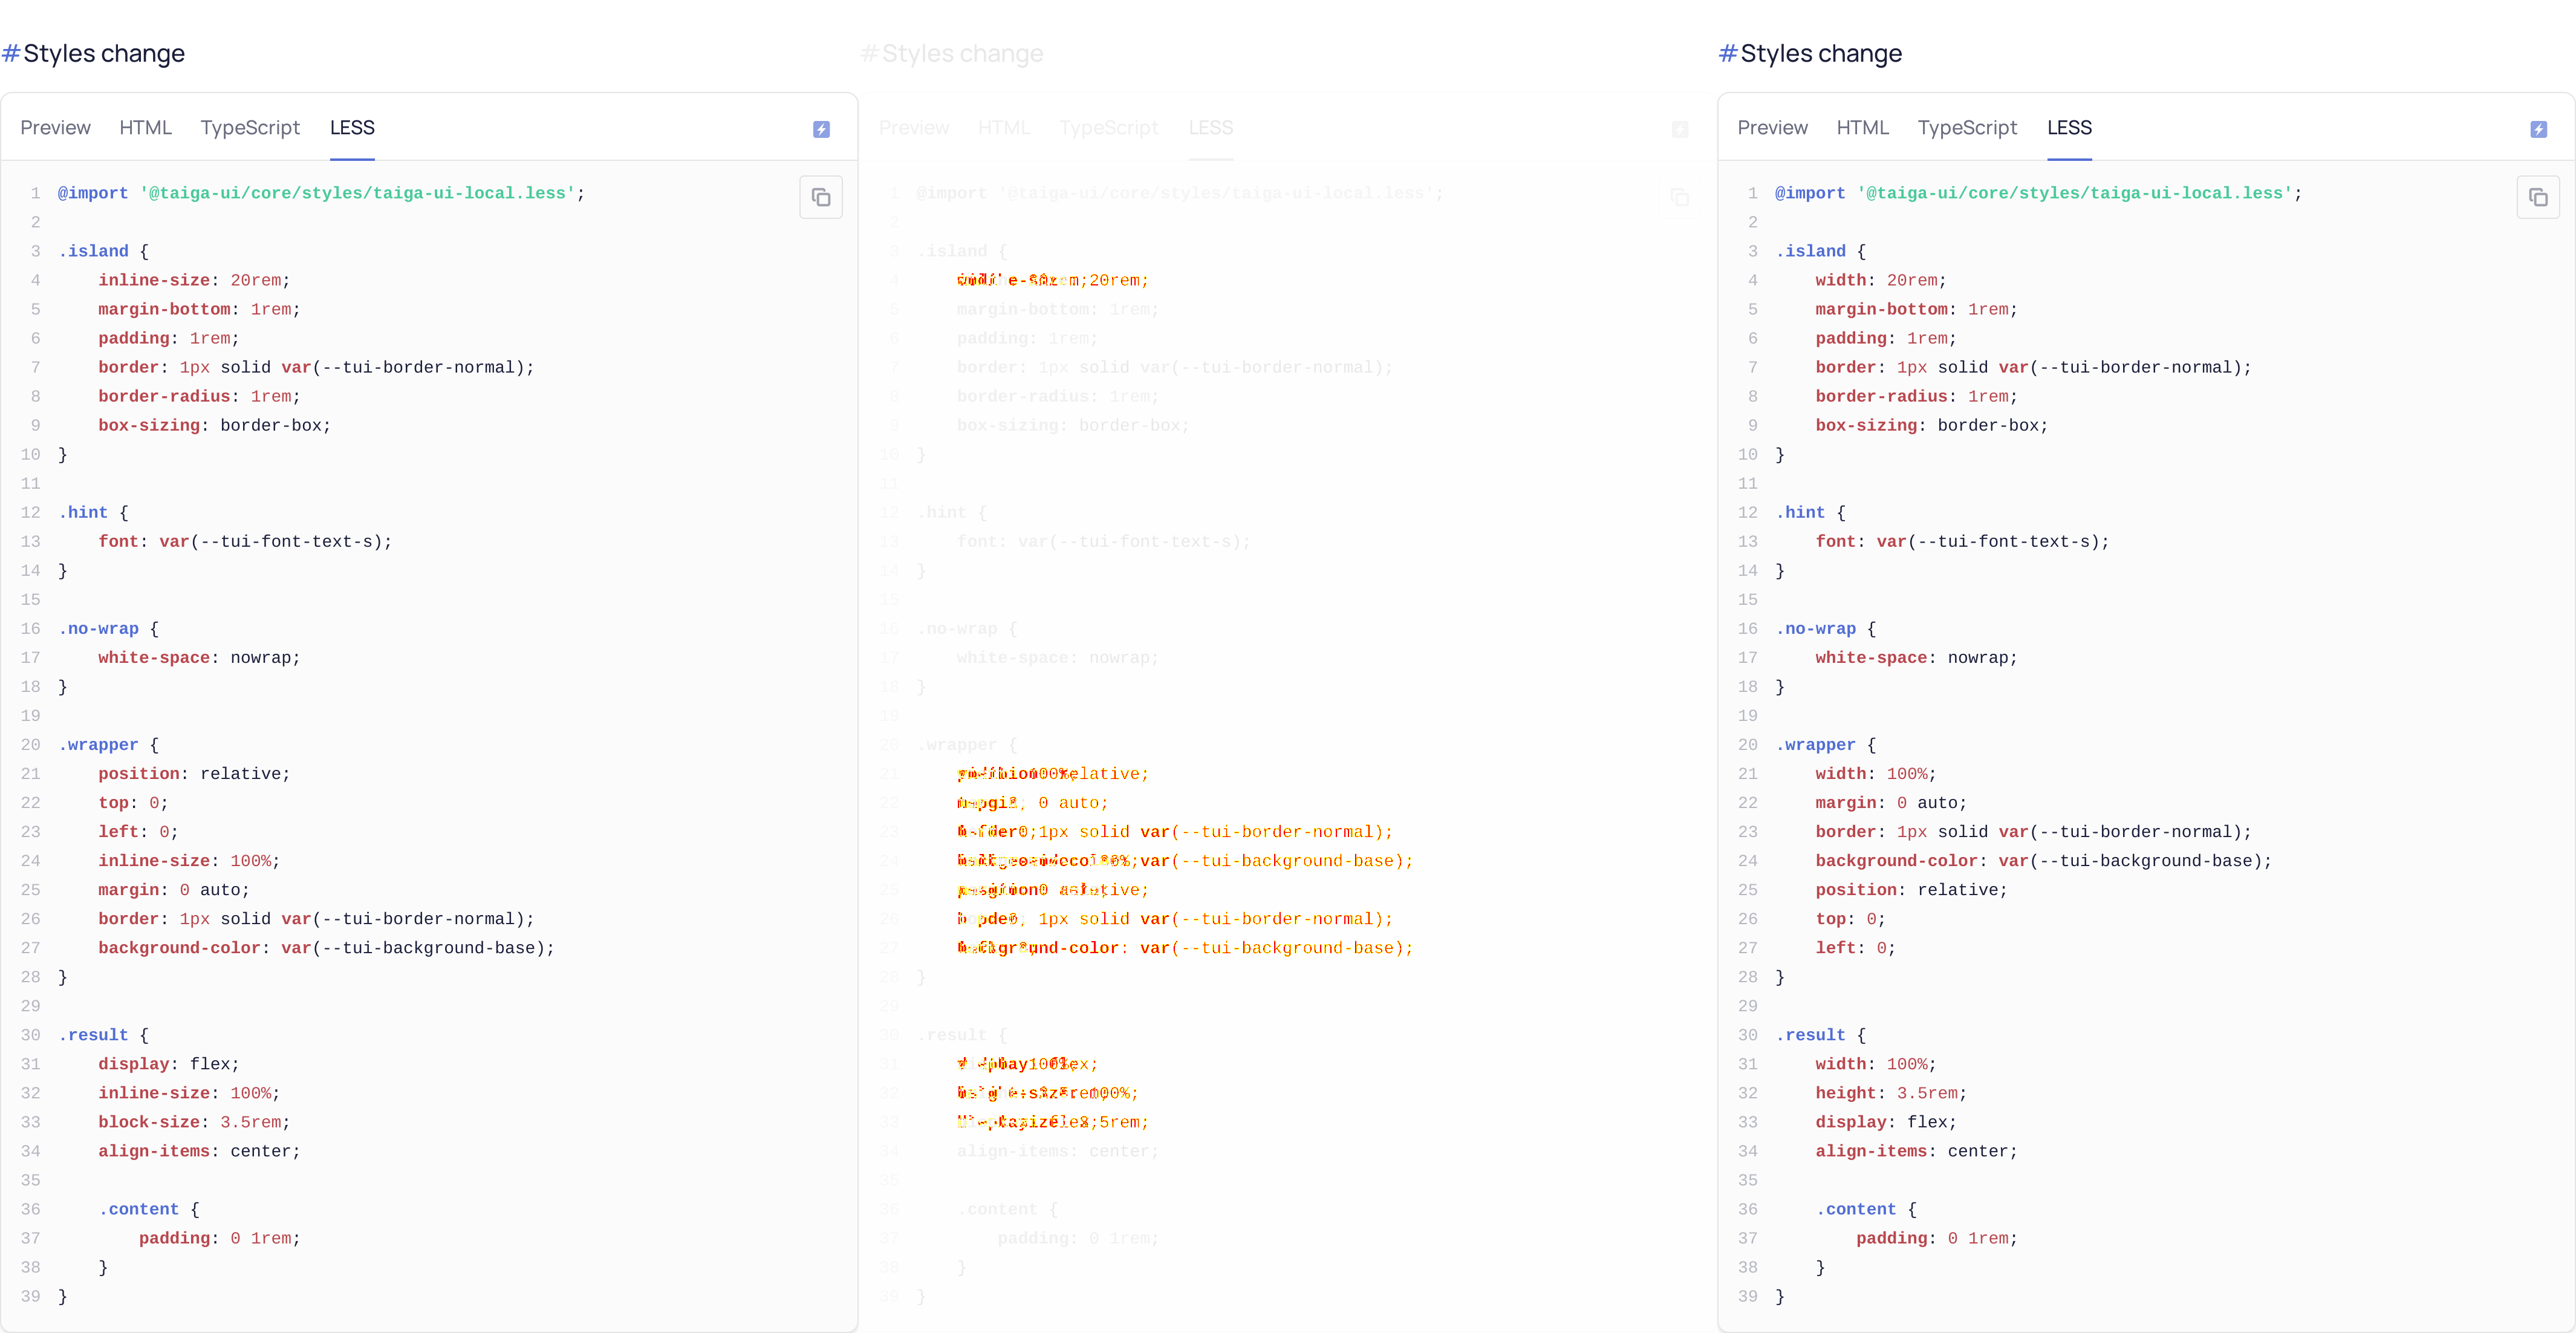 #Styles change
Preview HTML TypeScript LESS
1 @import '@taiga-ui/core/styles/taiga-ui-local.less';
2
3 .island {
4 inline-size: 20rem;
5 margin-bottom: 1rem;
6 padding: 1rem;
7 border: 1px solid var(--tui-border-normal);
8 border-radius: 1rem;
9 box-sizing: border-box;
10 }
11
12 .hint {
13 font: var(--tui-font-text-s);
14 }
15
16 .no-wrap {
17 white-space: nowrap;
18 }
19
20 .wrapper {
21 position: relative;
22 top: 0;
23 left: 0;
24 inline-size: 100%;
25 margin: 0 auto;
26 border: 1px solid var(--tui-border-normal);
27 background-color: var(--tui-background-base);
28 }
29
30 .result {
31 display: flex;
32 inline-size: 100%;
33 block-size: 3.5rem;
34 align-items: center;
35
36 .content {
37 padding: 0 1rem;
38 }
39 }
#Styles change
Preview HTML TypeScript LESS
1 @import '@taiga-ui/core/styles/taiga-ui-local.less';
2
3 .island {
4 20rem;
5 margin-bottom: 1rem;
6 padding: 1rem;
7 border: 1px solid var(--tui-border-normal);
8 border-radius: 1rem;
9 box-sizing: border-box;
10 }
11
12 .hint {
13 font: var(--tui-font-text-s);
14 }
15
16 .no-wrap {
17 white-space: nowrap;
18 }
19
20 .wrapper {
21
22 0 auto;
23 1px solid var(--tui-border-normal);
24 var(--tui-background-base);
25
26 1px solid var(--tui-border-normal);
27 var(--tui-background-base);
28 }
29
30 .result {
31
32
33
34 align-items: center;
35
36 .content {
37 padding: 0 1rem;
38 }
39 }
#Styles change
Preview HTML TypeScript LESS
1 @import '@taiga-ui/core/styles/taiga-ui-local.less';
2
3 .island {
4 width: 20rem;
5 margin-bottom: 1rem;
6 padding: 1rem;
7 border: 1px solid var(--tui-border-normal);
8 border-radius: 1rem;
9 box-sizing: border-box;
10 }
11
12 .hint {
13 font: var(--tui-font-text-s);
14 }
15
16 .no-wrap {
17 white-space: nowrap;
18 }
19
20 .wrapper {
21 width: 100%;
22 margin: 0 auto;
23 border: 1px solid var(--tui-border-normal);
24 background-color: var(--tui-background-base);
25 position: relative;
26 top: 0;
27 left: 0;
28 }
29
30 .result {
31 width: 100%;
32 height: 3.5rem;
33 display: flex;
34 align-items: center;
35
36 .content {
37 padding: 0 1rem;
38 }
39 }